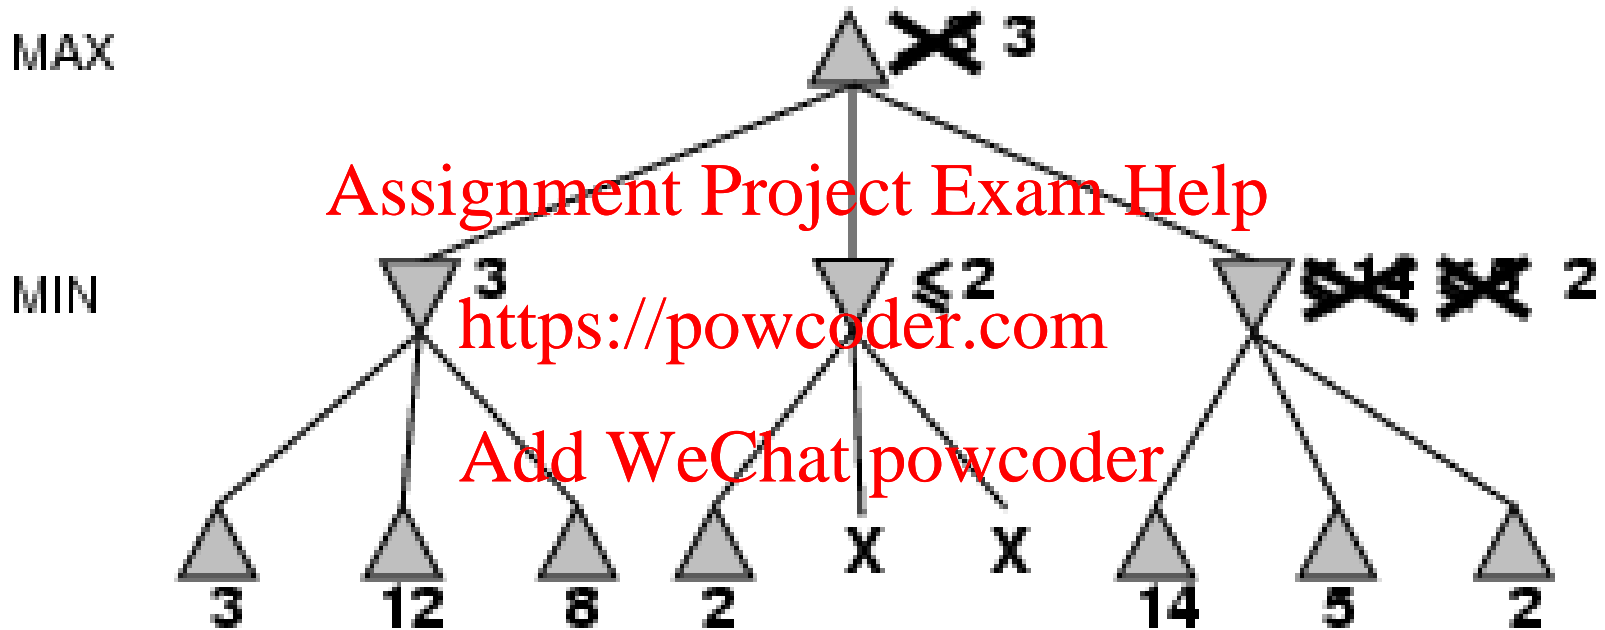 MAX 3
Assignment Project Exam Help
MIN 3 ≤2 2
https://powcoder.com
Add WeChat powcoder
X X
3 12 8 2 14 5 2